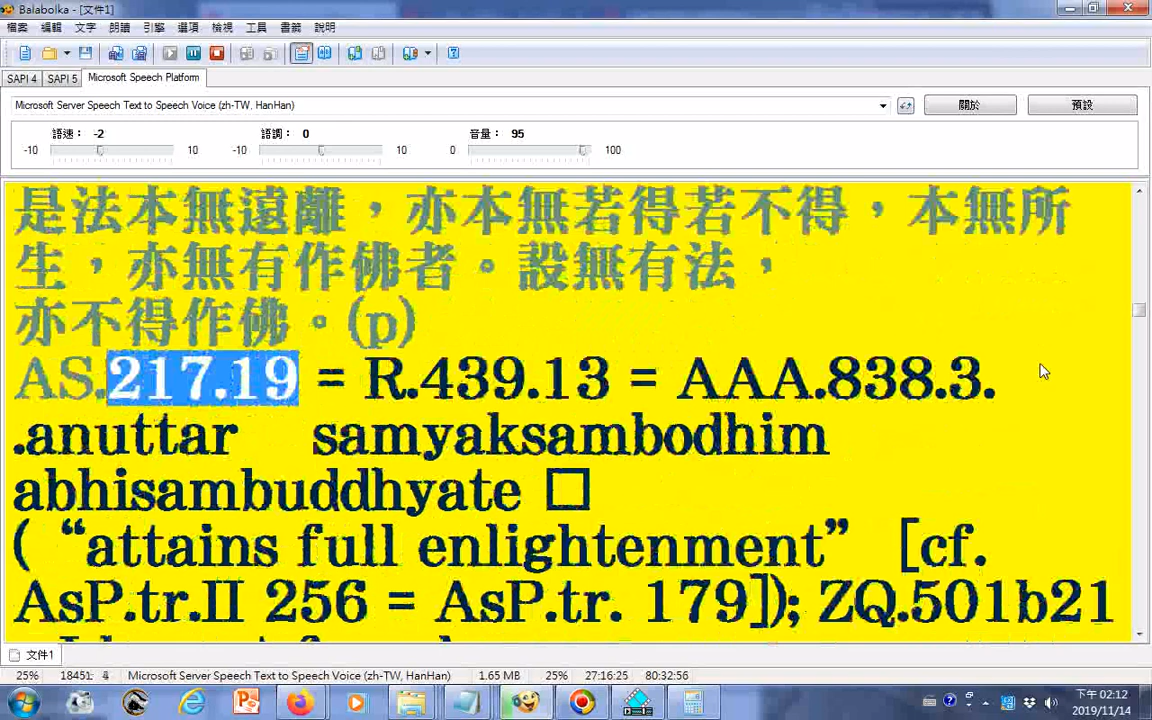 Balabolka - [文件1]
檔案 編輯 文字 朗讀 引擎 選項 檢視 工具 書籤 說明
SAPI 4 SAPI 5 Microsoft Speech Platform
Microsoft Server Speech Text to Speech Voice (zh-TW, HanHan) 關於 預設
語速： -2 語調： 0 音量： 95
-10 10 -10 10 0 100
是法本無遠離，亦本無若得若不得，本無所
生，亦無有作佛者。設無有法，
亦不得作佛。(p)
AS.217.19 = R.439.13 = AAA.838.3.
.anuttar samyaksambodhim
abhisambuddhyate □
( “attains full enlightenment” [cf.
AsP.tr.II 256 = AsP.tr. 179]); ZQ.501b21
文件1
25% 18451: Microsoft Server Speech Text to Speech Voice (zh-TW, HanHan) 1.65 MB 25% 27:16:25 80:32:56
下午 02:12
2019/11/14